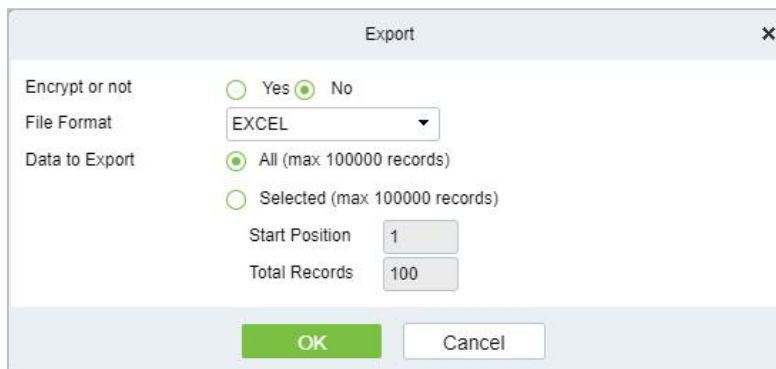 Export
Encrypt or not Yes No
File Format EXCEL
Data to Export All (max 100000 records)
Selected (max 100000 records)
Start Position 1
Total Records 100
OK Cancel